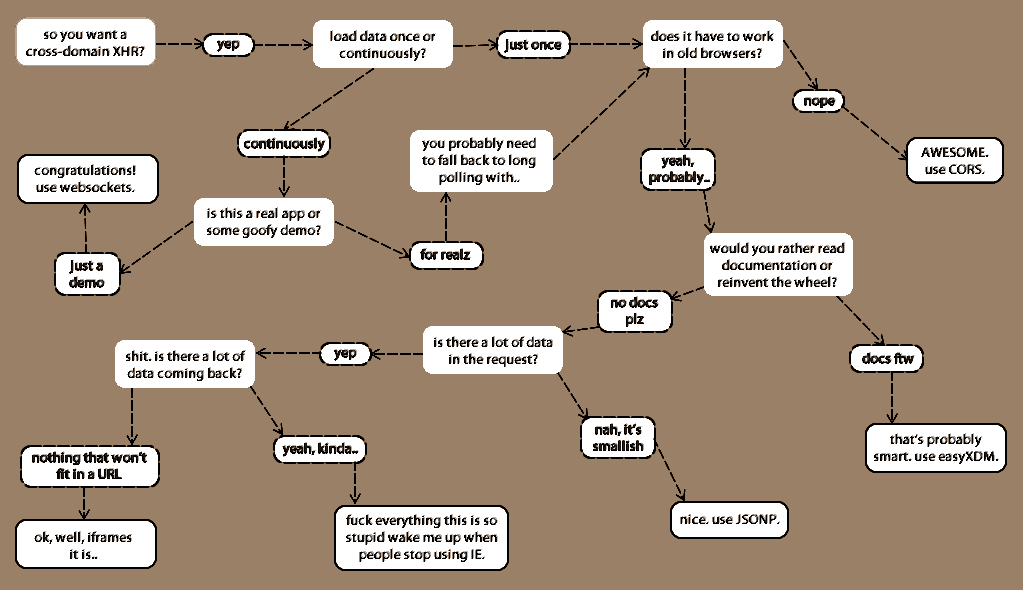 so you want a
cross-domain XHR?
yep
load data once or
continuously?
just once
does it have to work
in old browsers?
nope
AWESOME.
use CORS.
continuously
you probably need
to fall back to long
polling with..
yeah,
probably..
congratulations!
use websockets.
is this a real app or
some goofy demo?
for realz
just a
demo
would you rather read
documentation or
reinvent the wheel?
no docs
plz
docs ftw
that's probably
smart. use easyXDM.
is there a lot of data
in the request?
yep
shit. is there a lot of
data coming back?
nah, it's
smallish
nice. use JSONP.
yeah, kinda..
nothing that won't
fit in a URL
ok, well, iframes
it is..
fuck everything this is so
stupid wake me up when
people stop using IE.